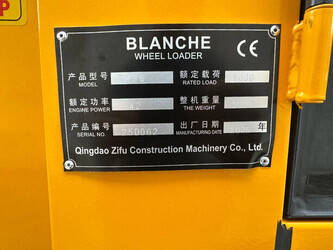 BLANCHE CE
WHEEL LOADER
产品型号 额定载荷
MODEL RATED LOAD
额定功率 整机重量
ENGINE POWER THE WEIGHT
产品编号 250062 出厂日期 年
SERIAL NO. MANUFACTURING DATE
Qingdao Zifu Construction Machinery Co., Ltd.